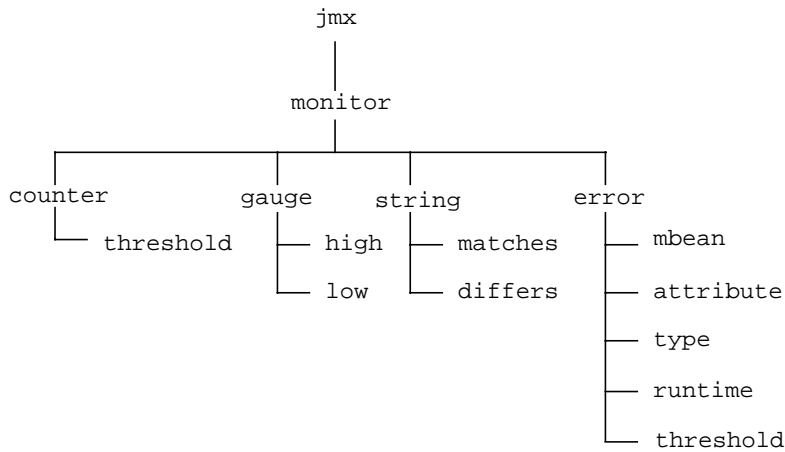 jmx
monitor
counter
gauge
string
error
threshold
high
low
matches
differs
mbean
attribute
type
runtime
threshold